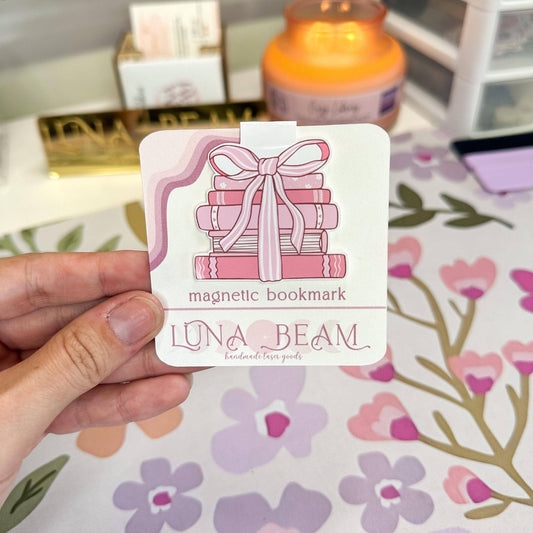 LUNA BEAM
magnetic bookmark
LUNA BEAM
handmade laser goods